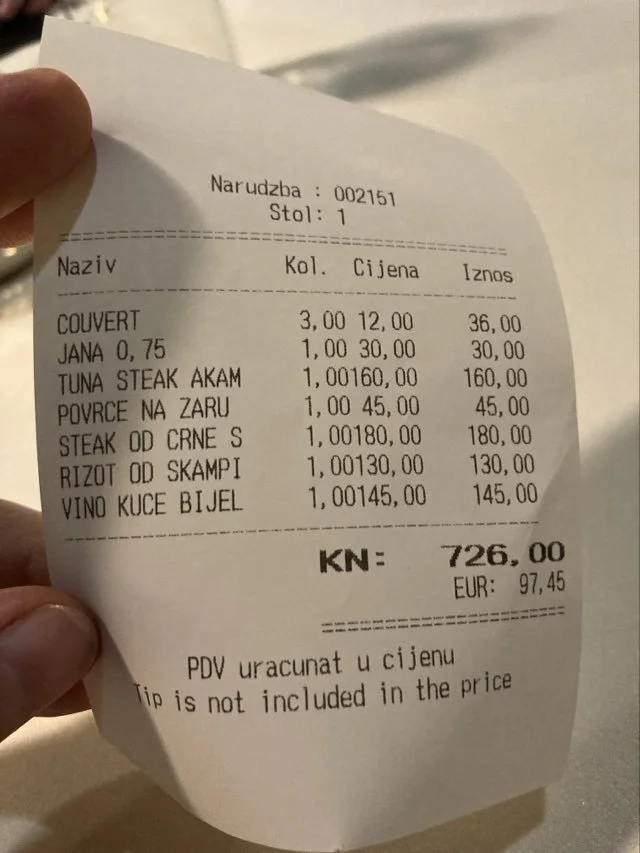 Narudzba : 002151
Stol: 1
Naziv Kol. Cijena Iznos
COUVERT 3,00 12,00 36,00
JANA 0,75 1,00 30,00 30,00
TUNA STEAK AKAM 1,00160,00 160,00
POVRCE NA ZARU 1,00 45,00 45,00
STEAK OD CRNE S 1,00180,00 180,00
RIZOT OD SKAMPI 1,00130,00 130,00
VINO KUCE BIJEL 1,00145,00 145,00
KN: 726,00
EUR: 97,45
PDV uracunat u cijenu
Tip is not included in the price